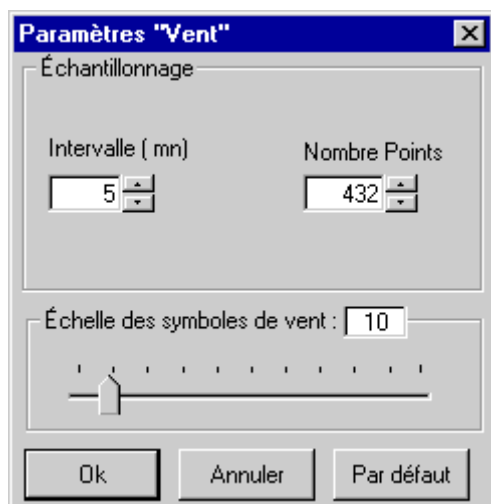 Paramètres "Vent"
Échantillonnage
Intervalle ( mn) Nombre Points
5 432
Échelle des symboles de vent : 10
Ok Annuler Par défaut